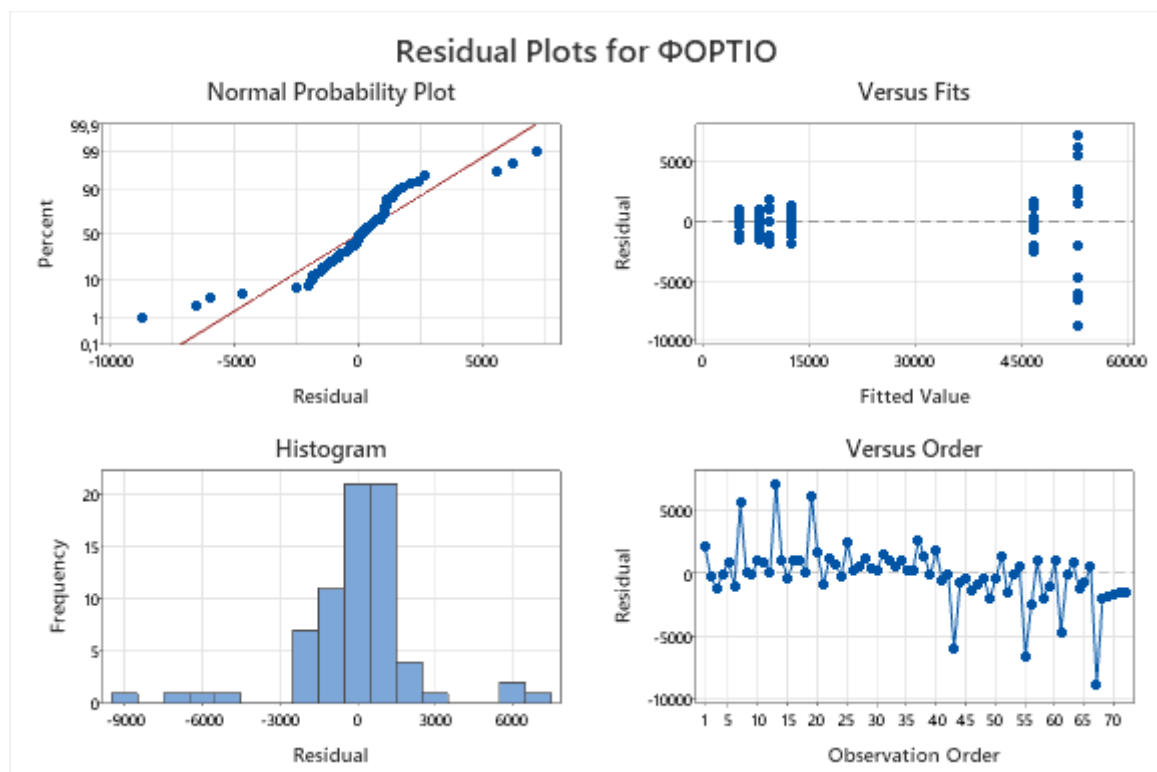 Residual Plots for ΦΟΡΤΙΟ
Normal Probability Plot
99,9
99
90
50
10
1
0,1
Percent
-10000 -5000 0 5000
Residual
Versus Fits
5000
0
-5000
-10000
Residual
0 15000 30000 45000 60000
Fitted Value
Histogram
20
15
10
5
0
Frequency
-9000 -6000 -3000 0 3000 6000
Residual
Versus Order
5000
0
-5000
-10000
Residual
1 5 10 15 20 25 30 35 40 45 50 55 60 65 70
Observation Order